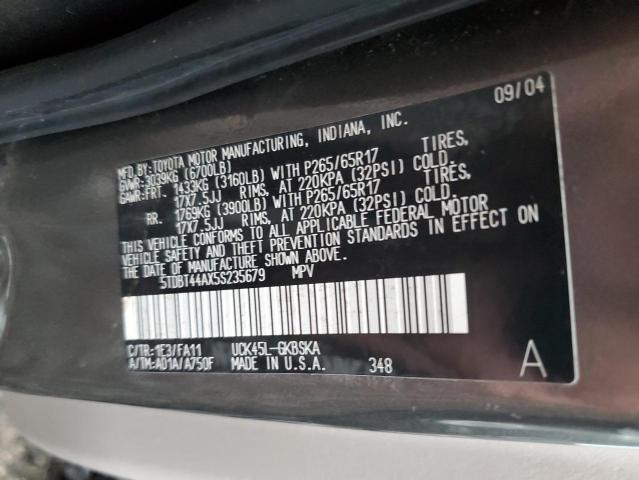 09/04
MFD.BY:TOYOTA MOTOR MANUFACTURING, INDIANA, INC.
GVWR:3039KG (6700LB)
GAWR:FRT. 1433KG (3160LB) WITH P265/65R17 TIRES,
17X7.5JJ RIMS, AT 220KPA (32PSI) COLD.
RR. 1769KG (3900LB) WITH P265/65R17 TIRES,
17X7.5JJ RIMS, AT 220KPA (32PSI) COLD.
THIS VEHICLE CONFORMS TO ALL APPLICABLE FEDERAL MOTOR
VEHICLE SAFETY AND THEFT PREVENTION STANDARDS IN EFFECT ON
THE DATE OF MANUFACTURE SHOWN ABOVE.
5TDBT44AX5S235679 MPV
C/TR:1E3/FA11 UCK45L-GKBSKA
A/TM:A01A/A750F MADE IN U.S.A. 348 A